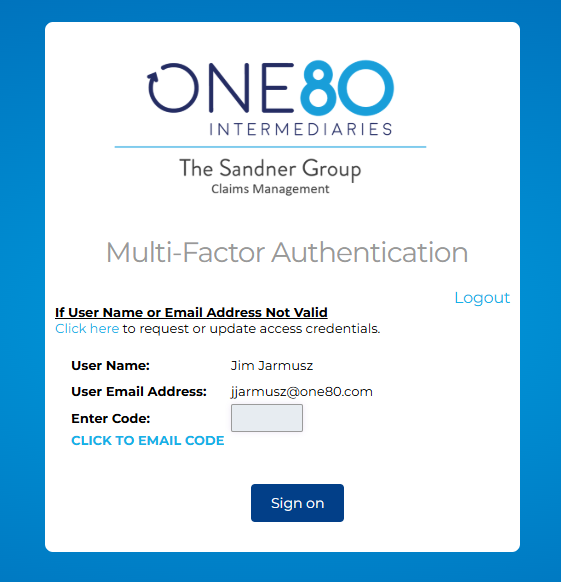 ONE80
INTERMEDIARIES
The Sandner Group
Claims Management
Multi-Factor Authentication
Logout
If User Name or Email Address Not Valid
Click here to request or update access credentials.
User Name: Jim Jarmusz
User Email Address: jjarmusz@one80.com
Enter Code:
CLICK TO EMAIL CODE
Sign on